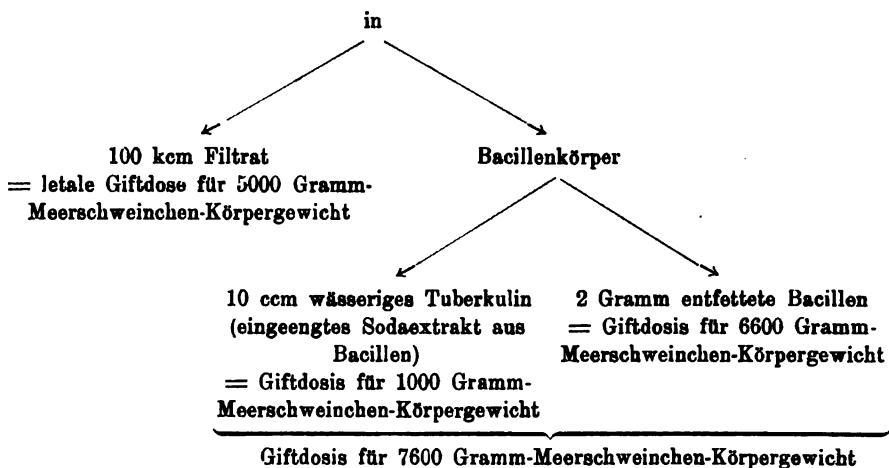 in
100 kcm Filtrat
= letale Giftdose für 5000 Gramm-
Meerschweinchen-Körpergewicht
Bacillenkörper
10 ccm wässeriges Tuberkulin
(eingeengtes Sodaextrakt aus
Bacillen)
= Giftdosis für 1000 Gramm-
Meerschweinchen-Körpergewicht
2 Gramm entfettete Bacillen
= Giftdosis für 6600 Gramm-
Meerschweinchen-Körpergewicht
Giftdosis für 7600 Gramm-Meerschweinchen-Körpergewicht